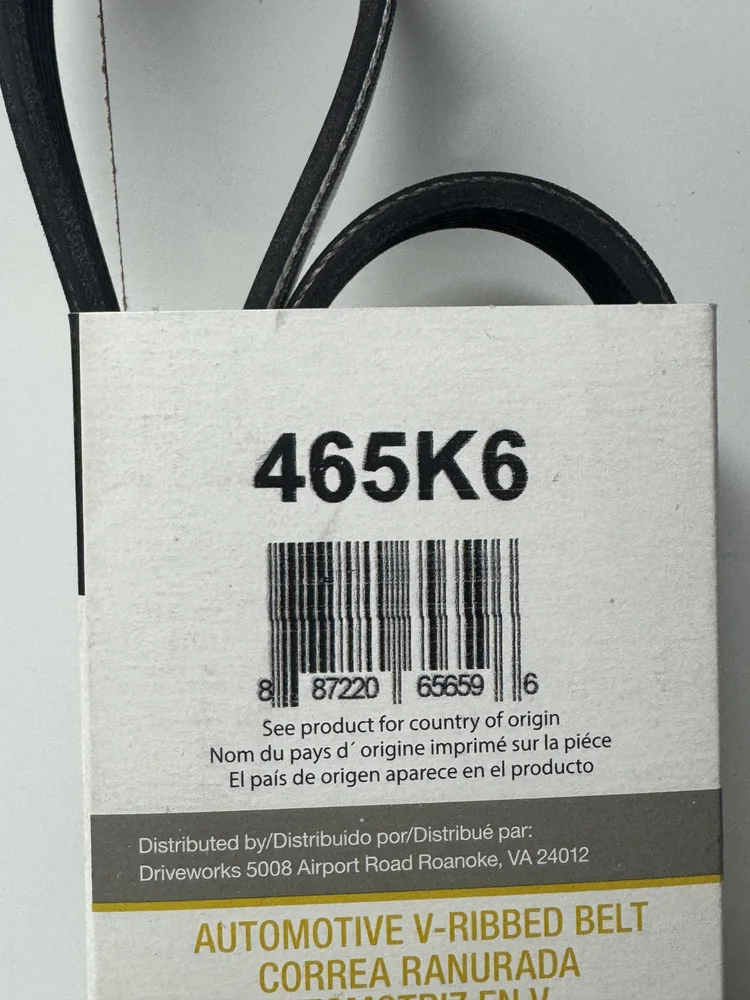 465K6
8 87220 65659 6
See product for country of origin
Nom du pays d´ origine imprimé sur la piéce
El país de origen aparece en el producto
Distributed by/Distribuido por/Distribué par:
Driveworks 5008 Airport Road Roanoke, VA 24012
AUTOMOTIVE V-RIBBED BELT
CORREA RANURADA
EN V